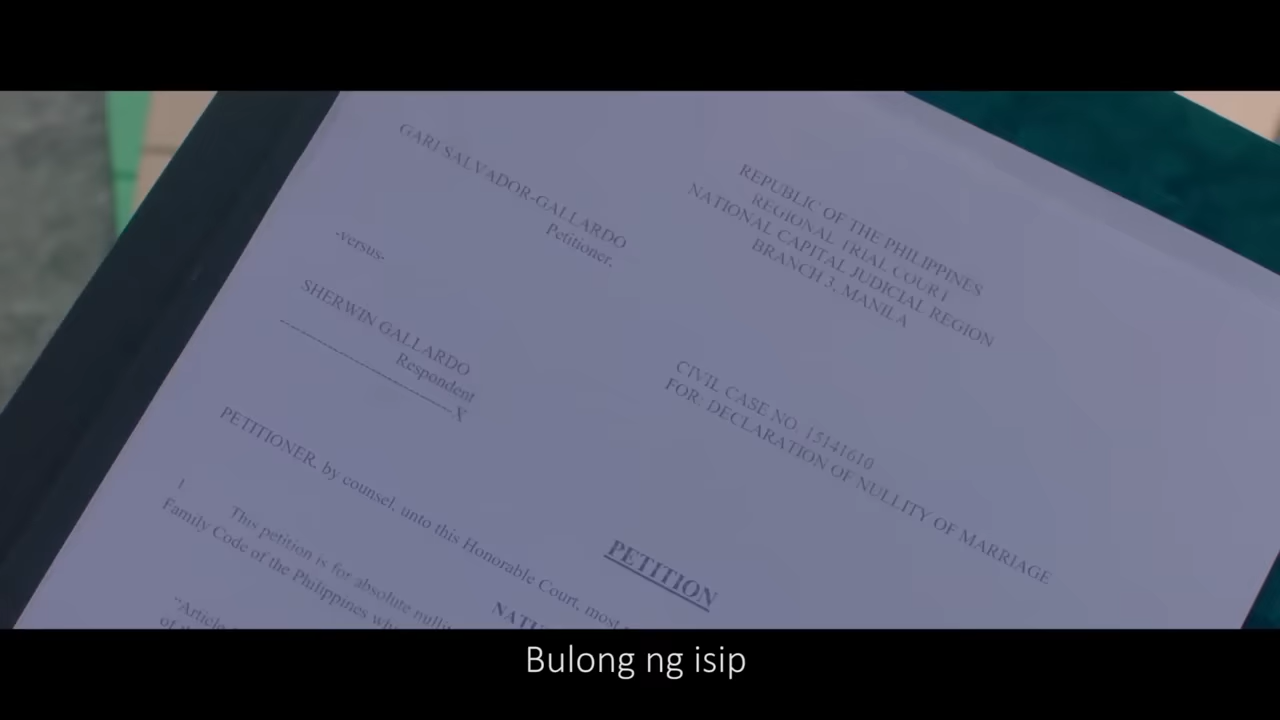 REPUBLIC OF THE PHILIPPINES
REGIONAL TRIAL COURT
NATIONAL CAPITAL JUDICIAL REGION
BRANCH 3, MANILA
GARI SALVADOR-GALLARDO
Petitioner,
-versus-
SHERWIN GALLARDO
Respondent
-------------------------------------X
CIVIL CASE NO. 15141610
FOR: DECLARATION OF NULLITY OF MARRIAGE
PETITION
PETITIONER, by counsel, unto this Honorable Court, most
1. This petition is for absolute
Family Code of the Philippines
"Article
Bulong ng isip